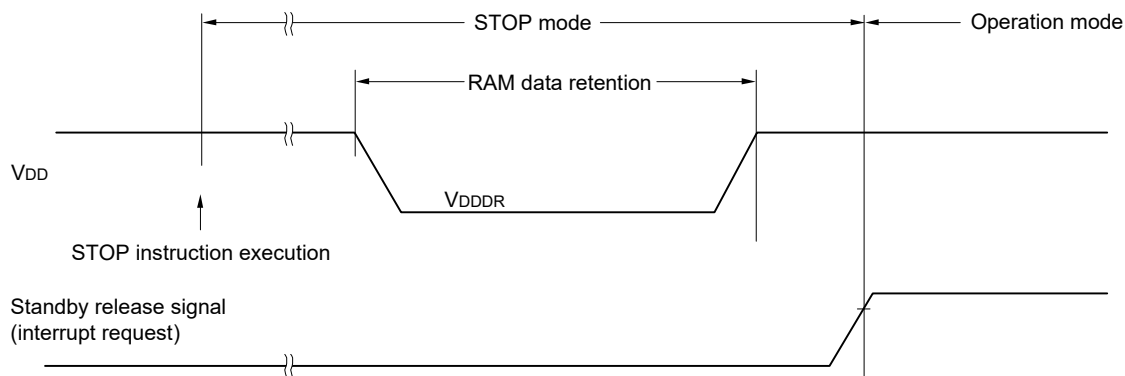 STOP mode
Operation mode
RAM data retention
VDD
VDDDR
STOP instruction execution
Standby release signal
(interrupt request)